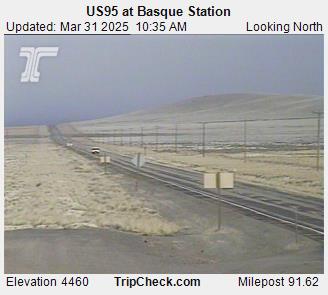 US95 at Basque Station
Updated: Mar 31 2025 10:35 AM Looking North
Elevation 4460 TripCheck.com Milepost 91.62